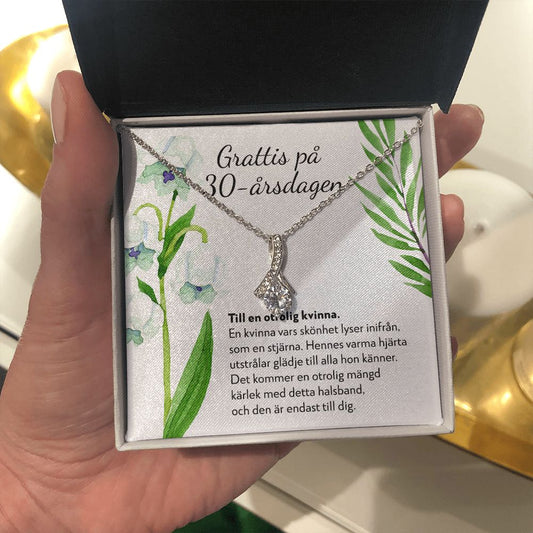 Grattis på
30-årsdagen
Till en otrolig kvinna.
En kvinna vars skönhet lyser inifrån,
som en stjärna. Hennes varma hjärta
utstrålar glädje till alla hon känner.
Det kommer en otrolig mängd
kärlek med detta halsband,
och den är endast till dig.